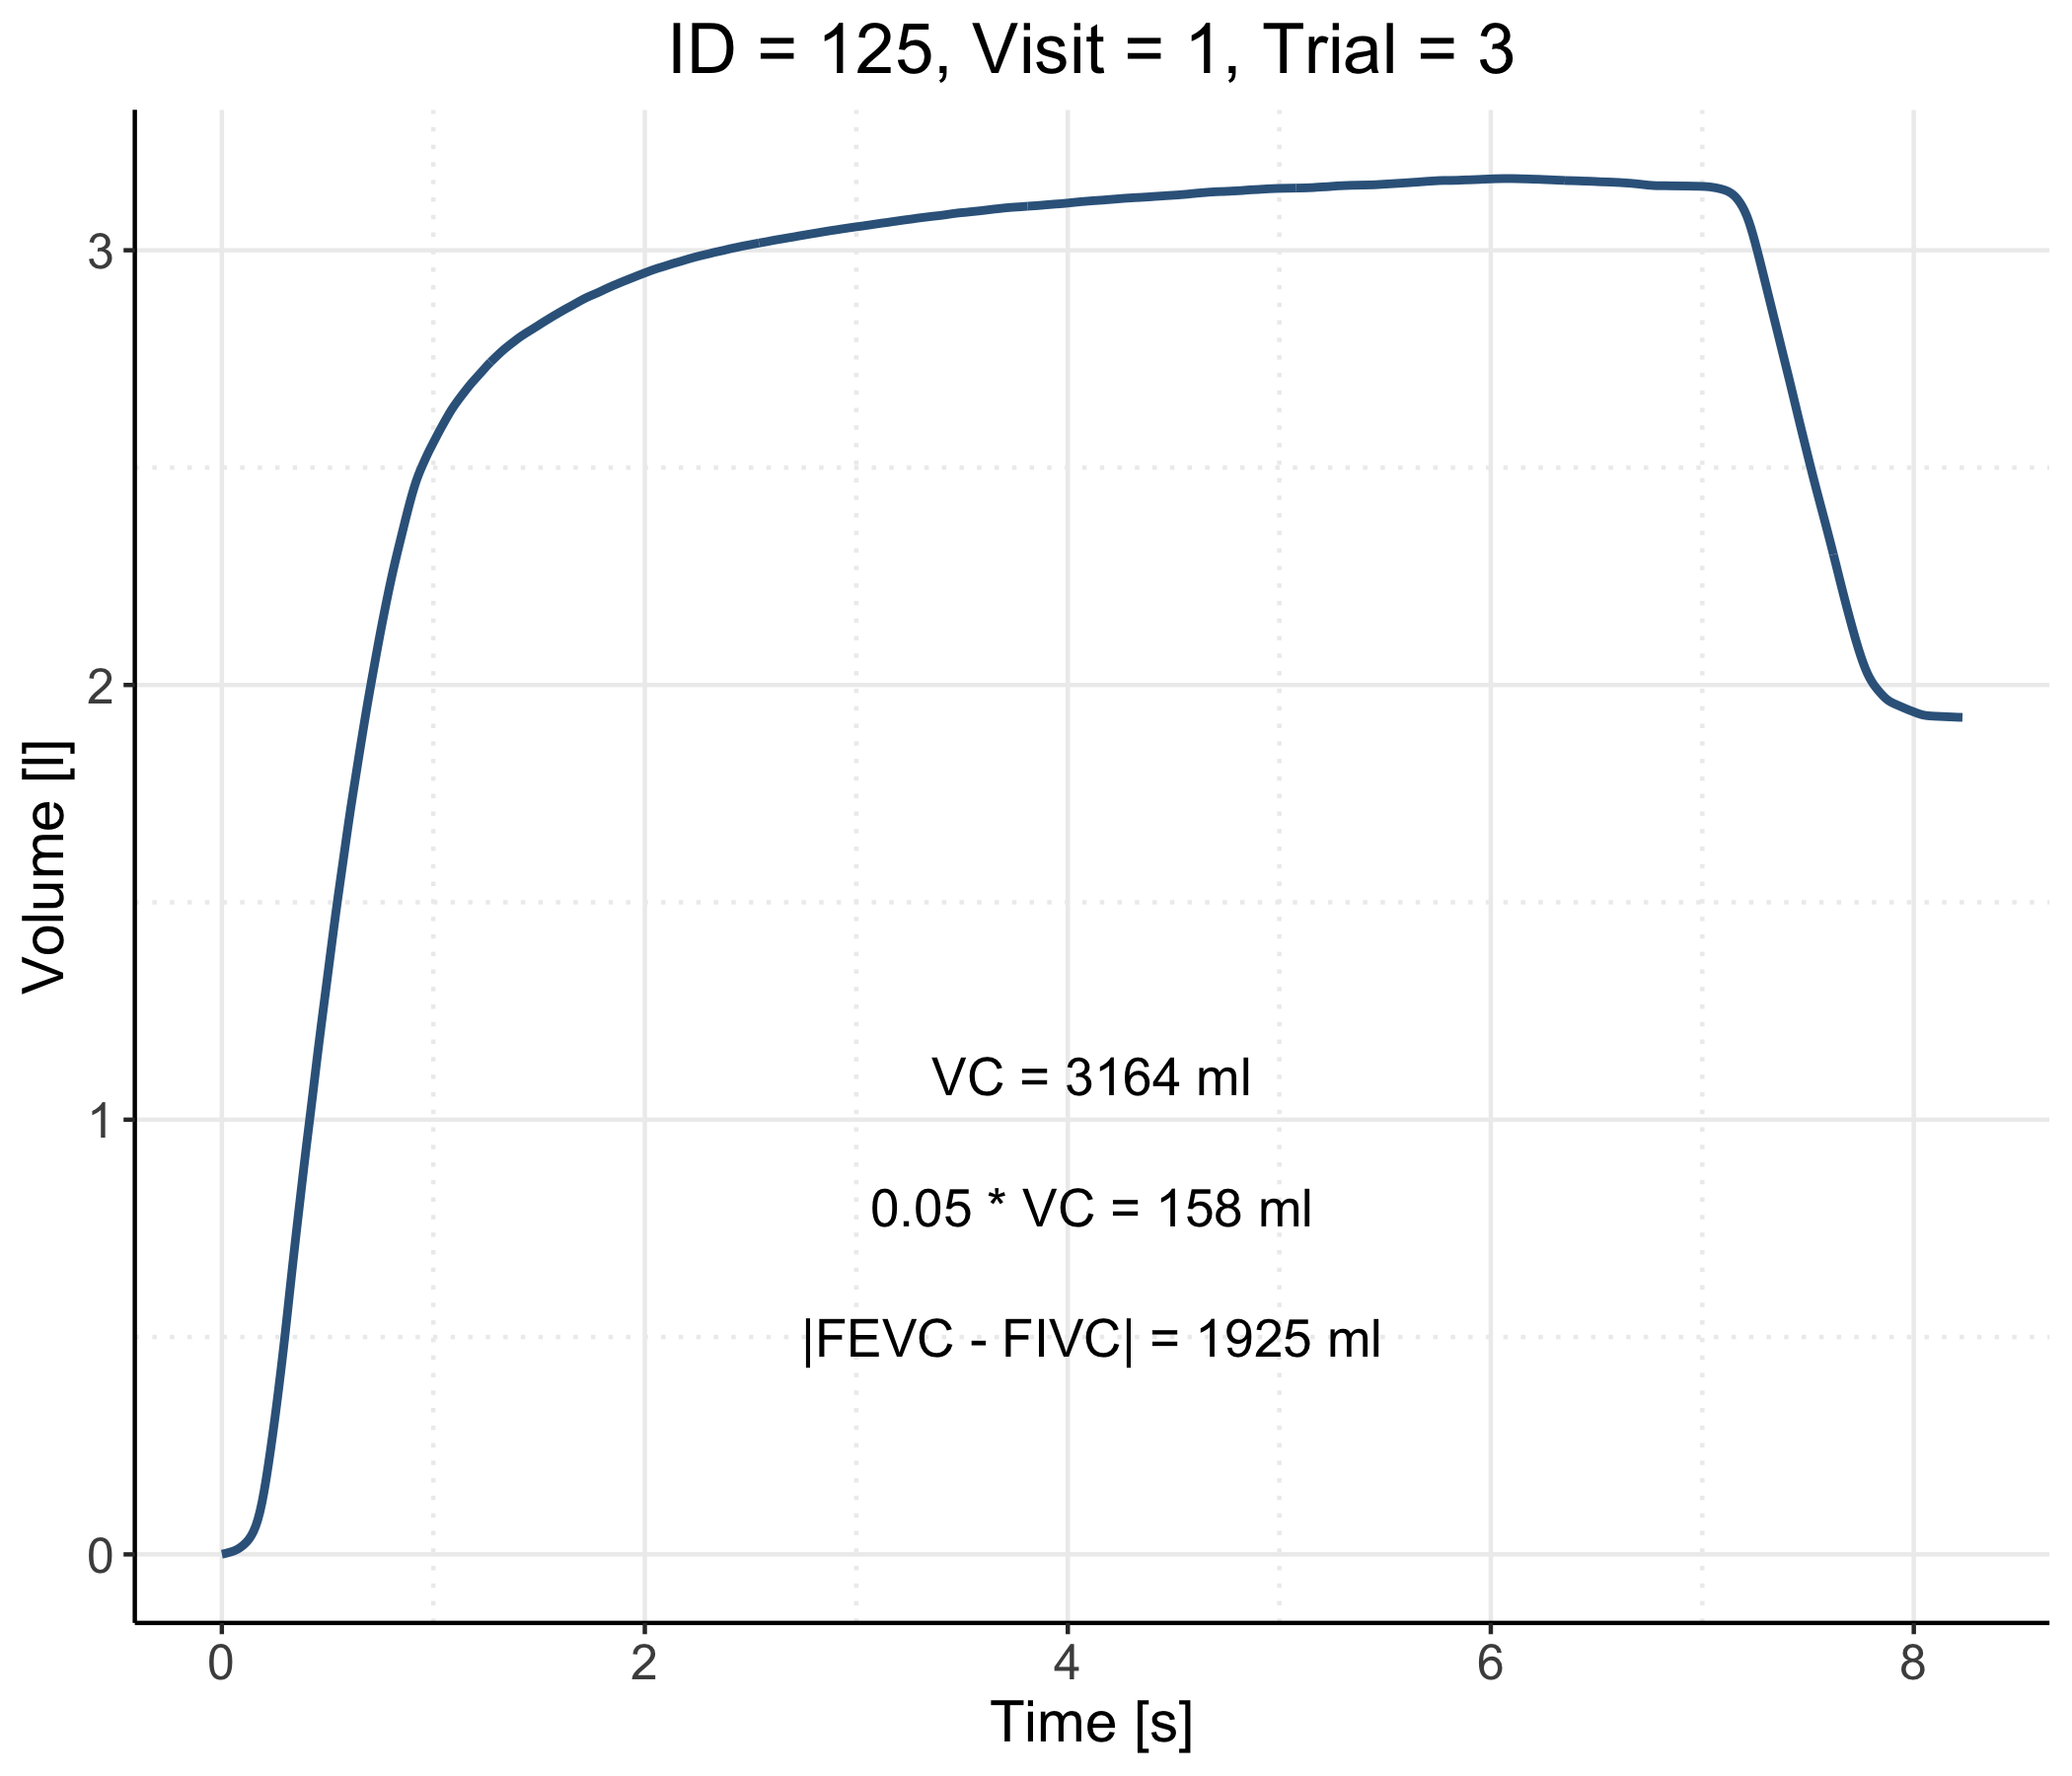 ID = 125, Visit = 1, Trial = 3
3
2
1
0
Volume [l]
VC = 3164 ml
0.05 * VC = 158 ml
|FEVC - FIVC| = 1925 ml
0 2 4 6 8
Time [s]